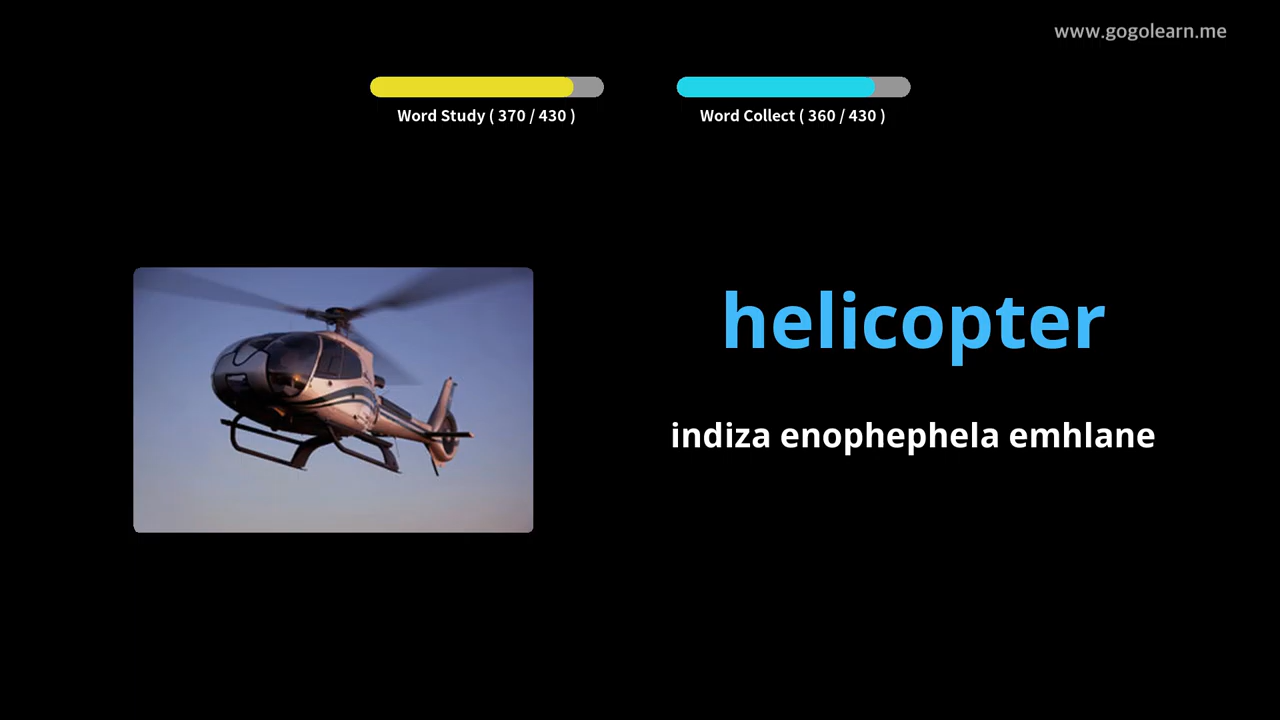 www.gogolearn.me
Word Study ( 370 / 430 )
Word Collect ( 360 / 430 )
helicopter
indiza enophephela emhlane